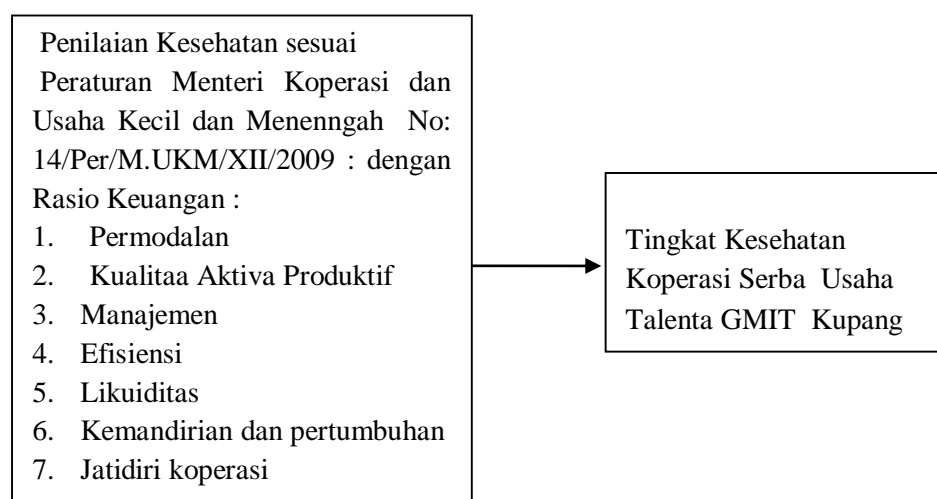 Penilaian Kesehatan sesuai
Peraturan Menteri Koperasi dan
Usaha Kecil dan Menenngah No:
14/Per/M.UKM/XII/2009 : dengan
Rasio Keuangan :
1. Permodalan
2. Kualitaa Aktiva Produktif
3. Manajemen
4. Efisiensi
5. Likuiditas
6. Kemandirian dan pertumbuhan
7. Jatidiri koperasi
Tingkat Kesehatan
Koperasi Serba Usaha
Talenta GMIT Kupang